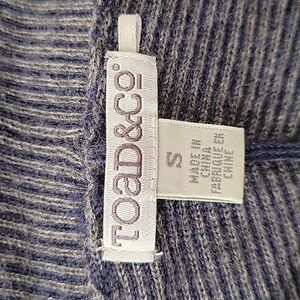 TOAD&CO®
S
MADE IN
CHINA
FABRIQUÉ EN
CHINE